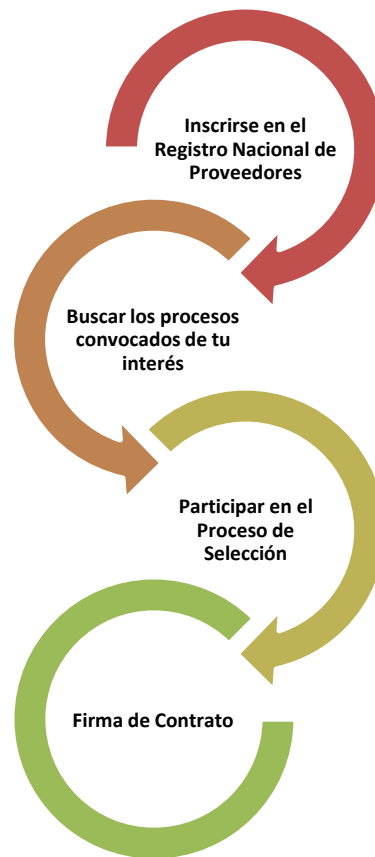 Inscrirse en el
Registro Nacional de
Proveedores
Buscar los procesos
convocados de tu
interés
Participar en el
Proceso de
Selección
Firma de Contrato